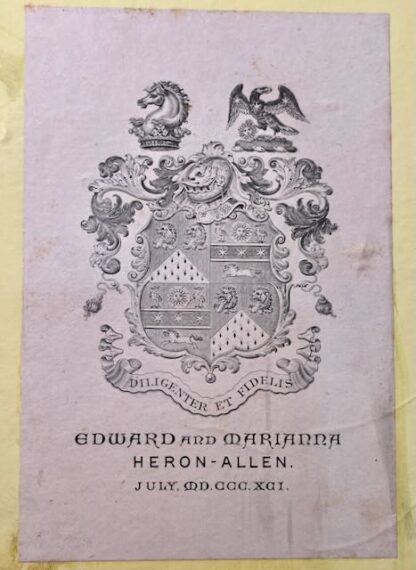 DILIGENTER ET FIDELIS
EDWARD AND MARIANNA
HERON-ALLEN.
JULY, MD.CCC.XCI.